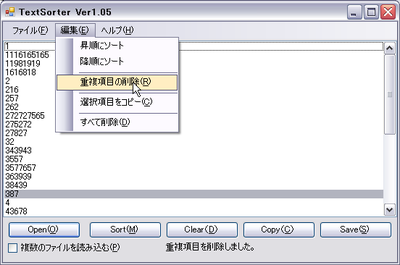 TextSorter Ver1.05
ファイル(F) 編集(E) ヘルプ(H)
昇順にソート
降順にソート
重複項目の削除(R)
選択項目をコピー(C)
すべて削除(D)
1
1116165165
11981919
1616818
2
216
257
262
272727565
275272
27827
32
343943
3557
3577657
363939
38439
387
4
43678
Open(O) Sort(M) Clear(D) Copy(C) Save(S)
複数のファイルを読み込む(P) 重複項目を削除しました。